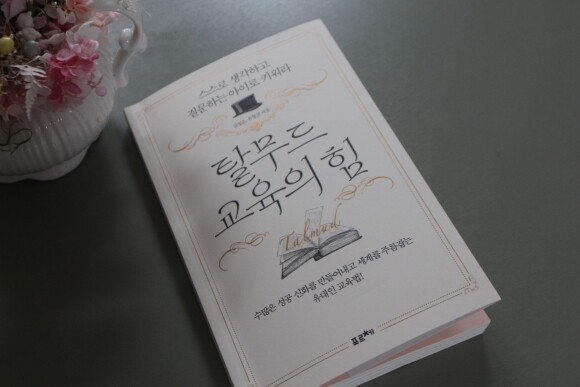 스스로 생각하고
질문하는 아이로 키워라
탈무드
교육의 힘
Talmud
수많은 성공 신화를 만들어내고 세계를 주름잡는
유대인 교육법!